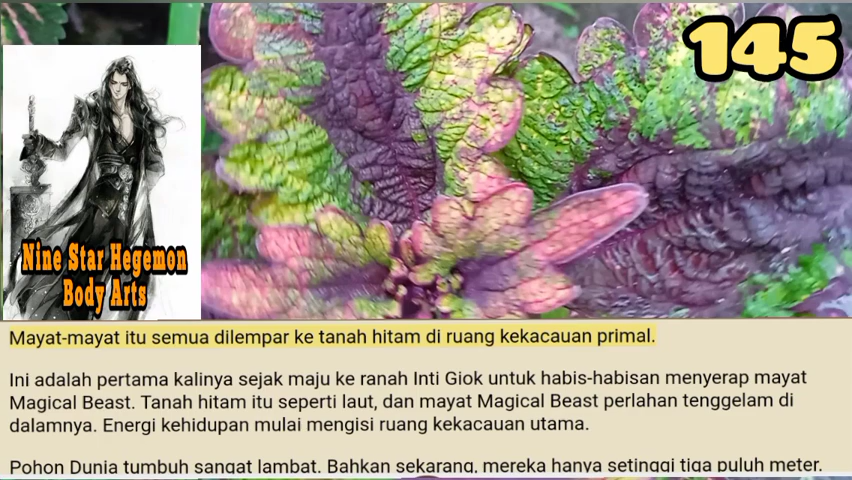 145
Nine Star Hegemon
Body Arts
Mayat-mayat itu semua dilempar ke tanah hitam di ruang kekacauan primal.
Ini adalah pertama kalinya sejak maju ke ranah Inti Giok untuk habis-habisan menyerap mayat
Magical Beast. Tanah hitam itu seperti laut, dan mayat Magical Beast perlahan tenggelam di
dalamnya. Energi kehidupan mulai mengisi ruang kekacauan utama.
Pohon Dunia tumbuh sangat lambat. Bahkan sekarang, mereka hanya setinggi tiga puluh meter.